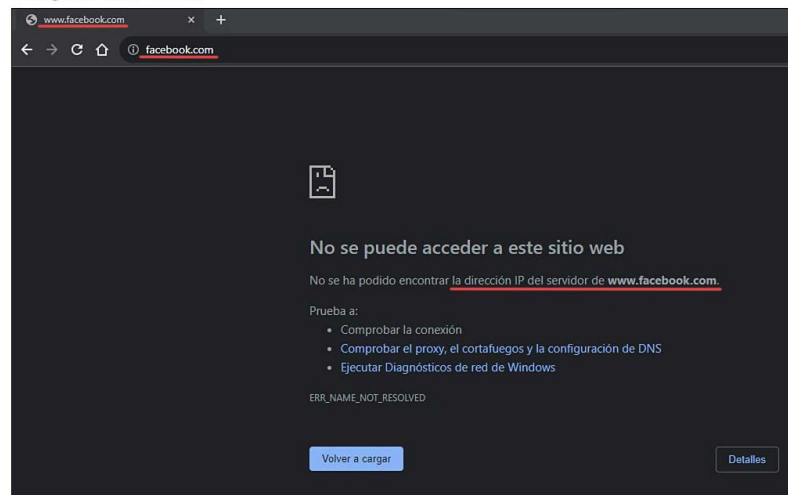 www.facebook.com
facebook.com
No se puede acceder a este sitio web
No se ha podido encontrar la dirección IP del servidor de www.facebook.com.
Prueba a:
Comprobar la conexión
Comprobar el proxy, el cortafuegos y la configuración de DNS
Ejecutar Diagnósticos de red de Windows
ERR_NAME_NOT_RESOLVED
Volver a cargar
Detalles